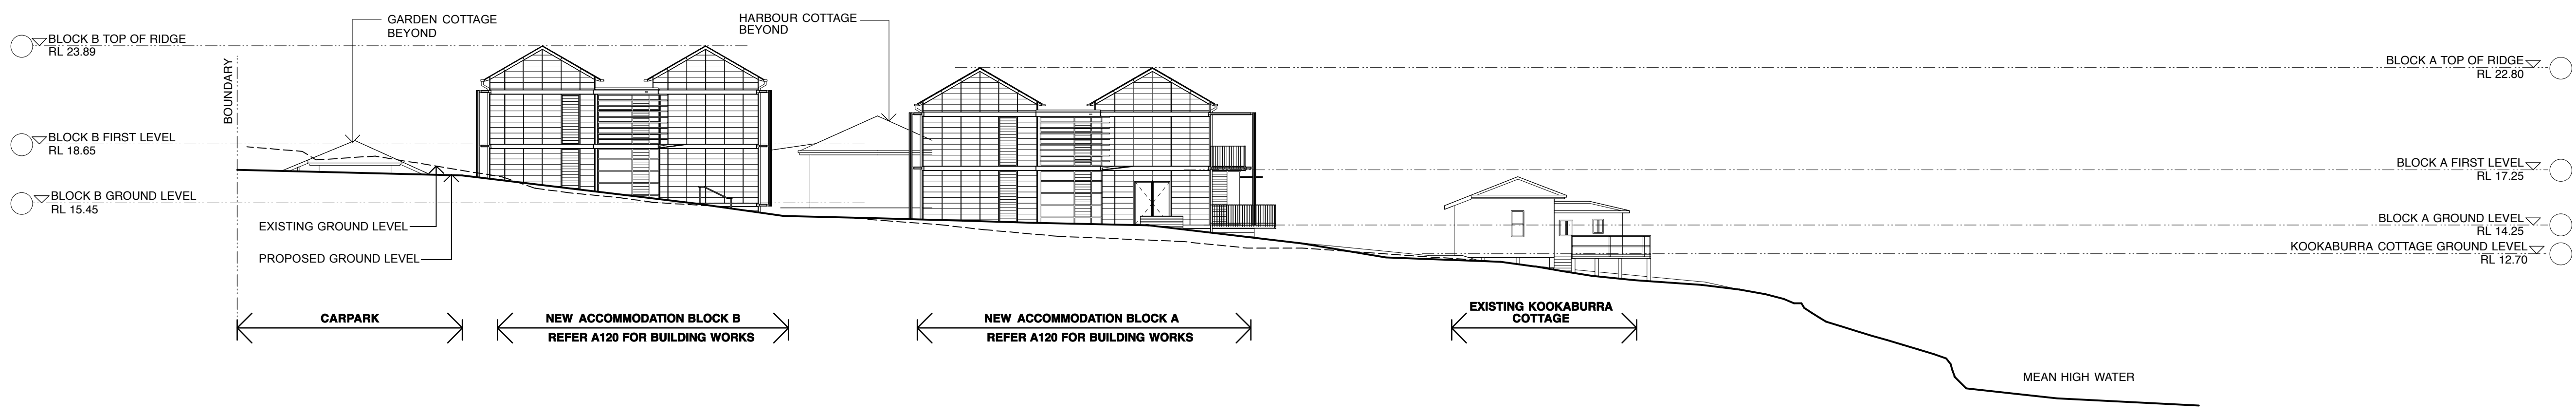 GARDEN COTTAGE
BEYOND
HARBOUR COTTAGE
BEYOND
BLOCK B TOP OF RIDGE
RL 23.89
BLOCK A TOP OF RIDGE
RL 22.80
BOUNDARY
BLOCK B FIRST LEVEL
RL 18.65
BLOCK A FIRST LEVEL
RL 17.25
BLOCK B GROUND LEVEL
RL 15.45
BLOCK A GROUND LEVEL
RL 14.25
EXISTING GROUND LEVEL
KOOKABURRA COTTAGE GROUND LEVEL
RL 12.70
PROPOSED GROUND LEVEL
CARPARK
NEW ACCOMMODATION BLOCK B
REFER A120 FOR BUILDING WORKS
NEW ACCOMMODATION BLOCK A
REFER A120 FOR BUILDING WORKS
EXISTING KOOKABURRA
COTTAGE
MEAN HIGH WATER